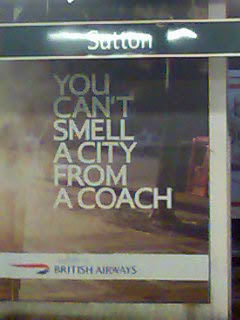 Sutton
YOU
CAN'T
SMELL
A CITY
FROM
A COACH
BRITISH AIRWAYS